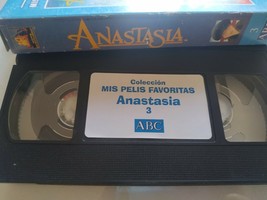 ANASTASIA
Colección
MIS PELIS FAVORITAS
Anastasia
3
ABC